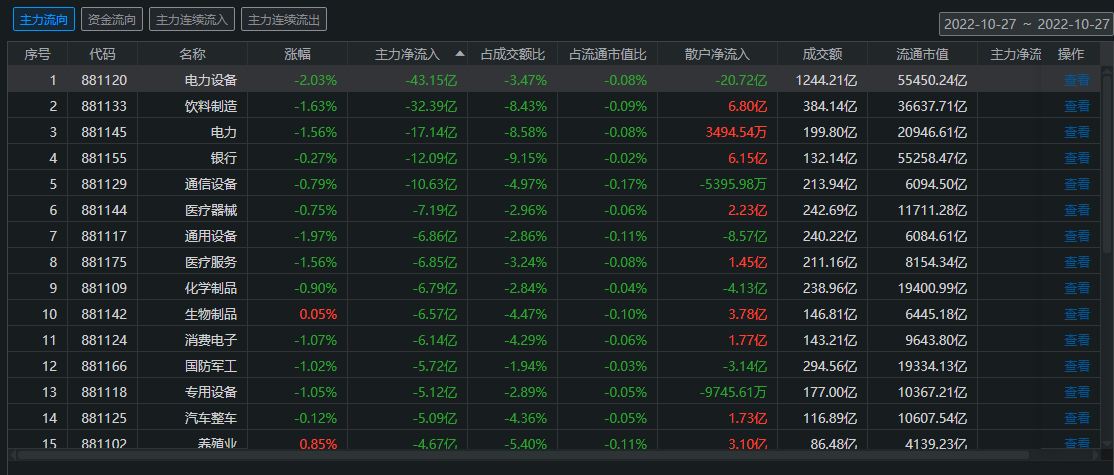 主力流向 资金流向 主力连续流入 主力连续流出
2022-10-27 ~ 2022-10-27
序号 代码 名称 涨幅 主力净流入 占成交额比 占流通市值比 散户净流入 成交额 流通市值 主力净流 操作
1 881120 电力设备 -2.03% -43.15亿 -3.47% -0.08% -20.72亿 1244.21亿 55450.24亿 查看
2 881133 饮料制造 -1.63% -32.39亿 -8.43% -0.09% 6.80亿 384.14亿 36637.71亿 查看
3 881145 电力 -1.56% -17.14亿 -8.58% -0.08% 3494.54万 199.80亿 20946.61亿 查看
4 881155 银行 -0.27% -12.09亿 -9.15% -0.02% 6.15亿 132.14亿 55258.47亿 查看
5 881129 通信设备 -0.79% -10.63亿 -4.97% -0.17% -5395.98万 213.94亿 6094.50亿 查看
6 881144 医疗器械 -0.75% -7.19亿 -2.96% -0.06% 2.23亿 242.69亿 11711.28亿 查看
7 881117 通用设备 -1.97% -6.86亿 -2.86% -0.11% -8.57亿 240.22亿 6084.61亿 查看
8 881175 医疗服务 -1.56% -6.85亿 -3.24% -0.08% 1.45亿 211.16亿 8154.34亿 查看
9 881109 化学制品 -0.90% -6.79亿 -2.84% -0.04% -4.13亿 238.96亿 19400.99亿 查看
10 881142 生物制品 0.05% -6.57亿 -4.47% -0.10% 3.78亿 146.81亿 6445.18亿 查看
11 881124 消费电子 -1.07% -6.14亿 -4.29% -0.06% 1.77亿 143.21亿 9643.80亿 查看
12 881166 国防军工 -1.02% -5.72亿 -1.94% -0.03% -3.14亿 294.56亿 19334.13亿 查看
13 881118 专用设备 -1.05% -5.12亿 -2.89% -0.05% -9745.61万 177.00亿 10367.21亿 查看
14 881125 汽车整车 -0.12% -5.09亿 -4.36% -0.05% 1.73亿 116.89亿 10607.54亿 查看
15 881102 养殖业 0.85% -4.67亿 -5.40% -0.11% 3.10亿 86.48亿 4139.23亿 查看